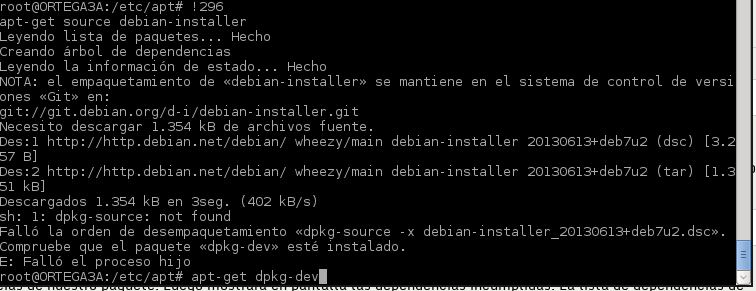 root@ORTEGA3A:/etc/apt# !296
apt-get source debian-installer
Leyendo lista de paquetes... Hecho
Creando árbol de dependencias
Leyendo la información de estado... Hecho
NOTA: el empaquetamiento de «debian-installer» se mantiene en el sistema de control de versi
ones «Git» en:
git://git.debian.org/d-i/debian-installer.git
Necesito descargar 1.354 kB de archivos fuente.
Des:1 http://http.debian.net/debian/ wheezy/main debian-installer 20130613+deb7u2 (dsc) [3.2
57 B]
Des:2 http://http.debian.net/debian/ wheezy/main debian-installer 20130613+deb7u2 (tar) [1.3
51 kB]
Descargados 1.354 kB en 3seg. (402 kB/s)
sh: 1: dpkg-source: not found
Falló la orden de desempaquetamiento «dpkg-source -x debian-installer_20130613+deb7u2.dsc».
Compruebe que el paquete «dpkg-dev» esté instalado.
E: Falló el proceso hijo
root@ORTEGA3A:/etc/apt# apt-get dpkg-dev